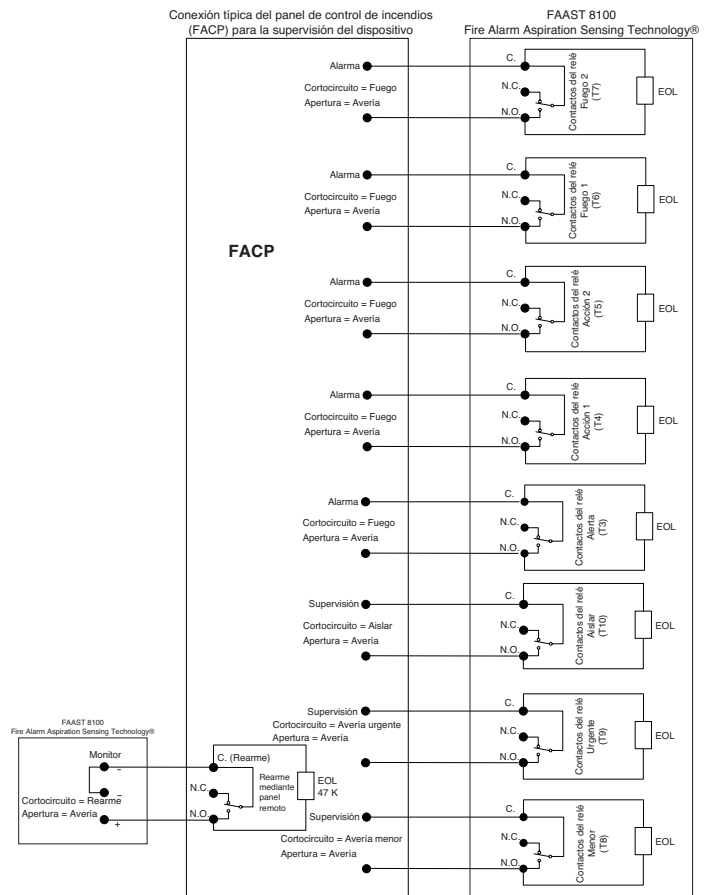 Conexión típica del panel de control de incendios
(FACP) para la supervisión del dispositivo
FAAST 8100
Fire Alarm Aspiration Sensing Technology®
FACP
Alarma
Cortocircuito = Fuego
Apertura = Avería
C.
N.C.
N.O.
Contactos del relé
Fuego 2
(T7)
EOL
Alarma
Cortocircuito = Fuego
Apertura = Avería
C.
N.C.
N.O.
Contactos del relé
Fuego 1
(T6)
EOL
Alarma
Cortocircuito = Fuego
Apertura = Avería
C.
N.C.
N.O.
Contactos del relé
Acción 2
(T5)
EOL
Alarma
Cortocircuito = Fuego
Apertura = Avería
C.
N.C.
N.O.
Contactos del relé
Acción 1
(T4)
EOL
Alarma
Cortocircuito = Fuego
Apertura = Avería
C.
N.C.
N.O.
Contactos del relé
Alerta
(T3)
EOL
Supervisión
Cortocircuito = Aislar
Apertura = Avería
C.
N.C.
N.O.
Contactos del relé
Aislar
(T10)
EOL
Supervisión
Cortocircuito = Avería urgente
Apertura = Avería
C.
N.C.
N.O.
Contactos del relé
Urgente
(T9)
EOL
Supervisión
Cortocircuito = Avería menor
Apertura = Avería
C.
N.C.
N.O.
Contactos del relé
Menor
(T8)
EOL
FAAST 8100
Fire Alarm Aspiration Sensing Technology®
Monitor
–
–
Cortocircuito = Rearme
Apertura = Avería
+
C. (Rearme)
N.C.
N.O.
Rearme
mediante
panel
remoto
EOL
47 K